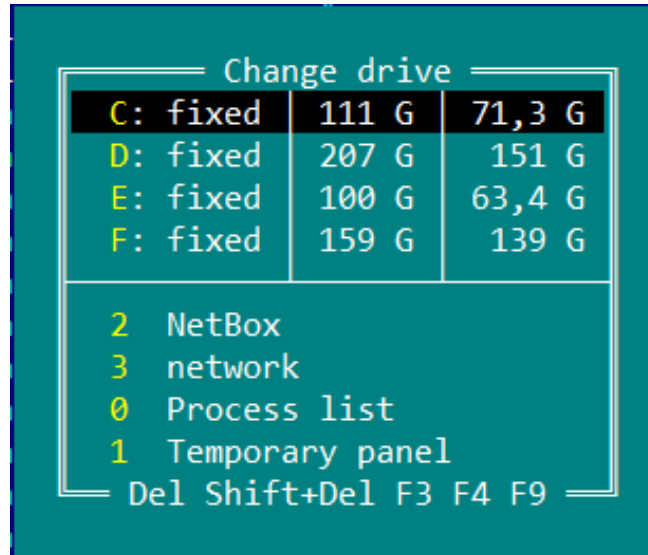 Change drive
C: fixed 111 G 71,3 G
D: fixed 207 G 151 G
E: fixed 100 G 63,4 G
F: fixed 159 G 139 G
2 NetBox
3 network
0 Process list
1 Temporary panel
Del Shift+Del F3 F4 F9